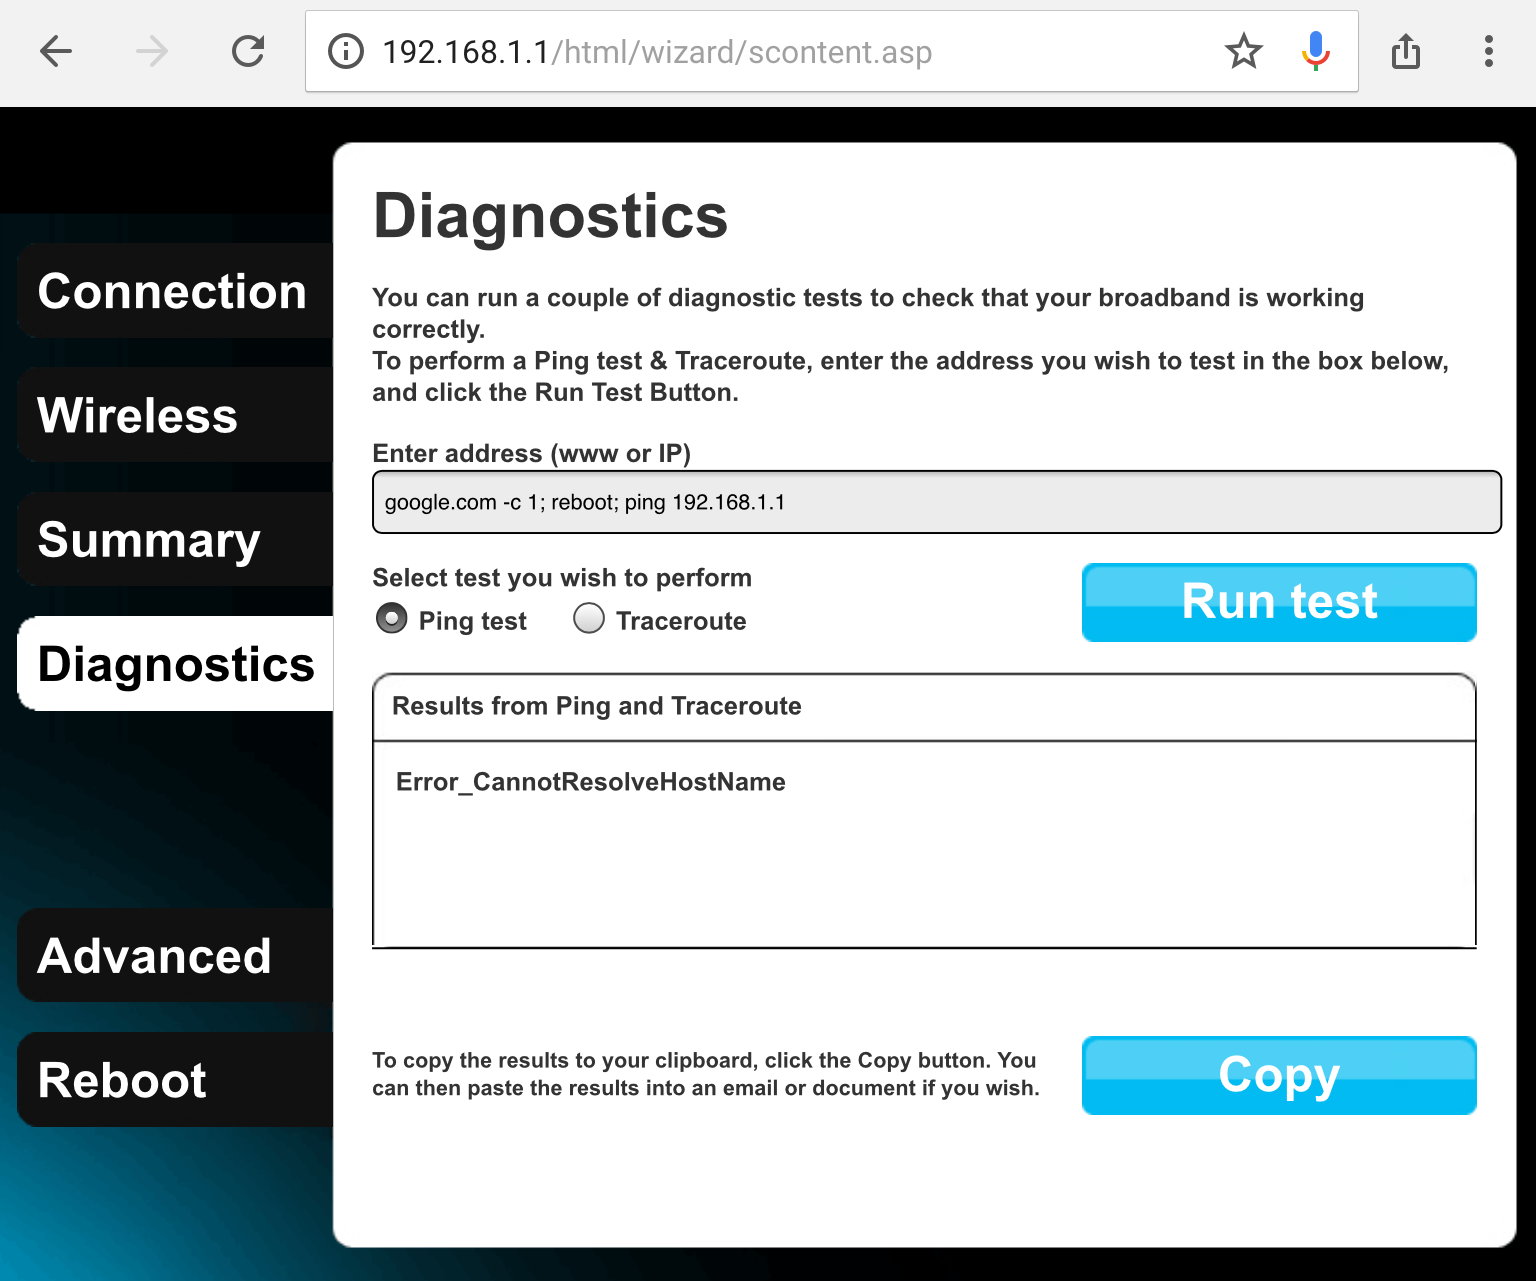 192.168.1.1/html/wizard/scontent.asp
Diagnostics
Connection
Wireless
Summary
Diagnostics
Advanced
Reboot
You can run a couple of diagnostic tests to check that your broadband is working
correctly.
To perform a Ping test & Traceroute, enter the address you wish to test in the box below,
and click the Run Test Button.
Enter address (www or IP)
google.com -c 1; reboot; ping 192.168.1.1
Select test you wish to perform
Ping test Traceroute
Run test
Results from Ping and Traceroute
Error_CannotResolveHostName
To copy the results to your clipboard, click the Copy button. You
can then paste the results into an email or document if you wish.
Copy